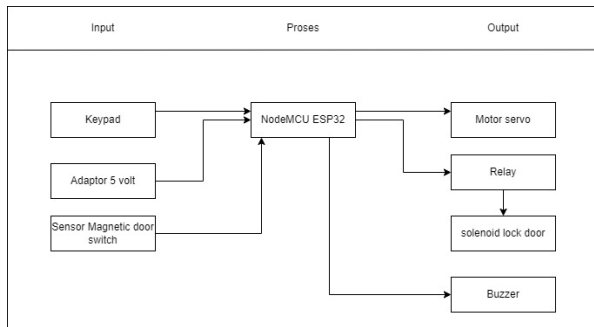 Input
Proses
Output
Keypad
NodeMCU ESP32
Motor servo
Adaptor 5 volt
Relay
Sensor Magnetic door
switch
solenoid lock door
Buzzer